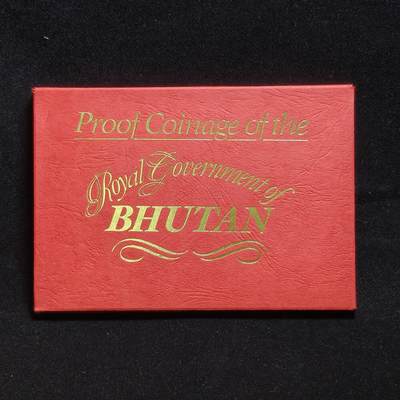 Proof Coinage of the
Royal Government of
BHUTAN